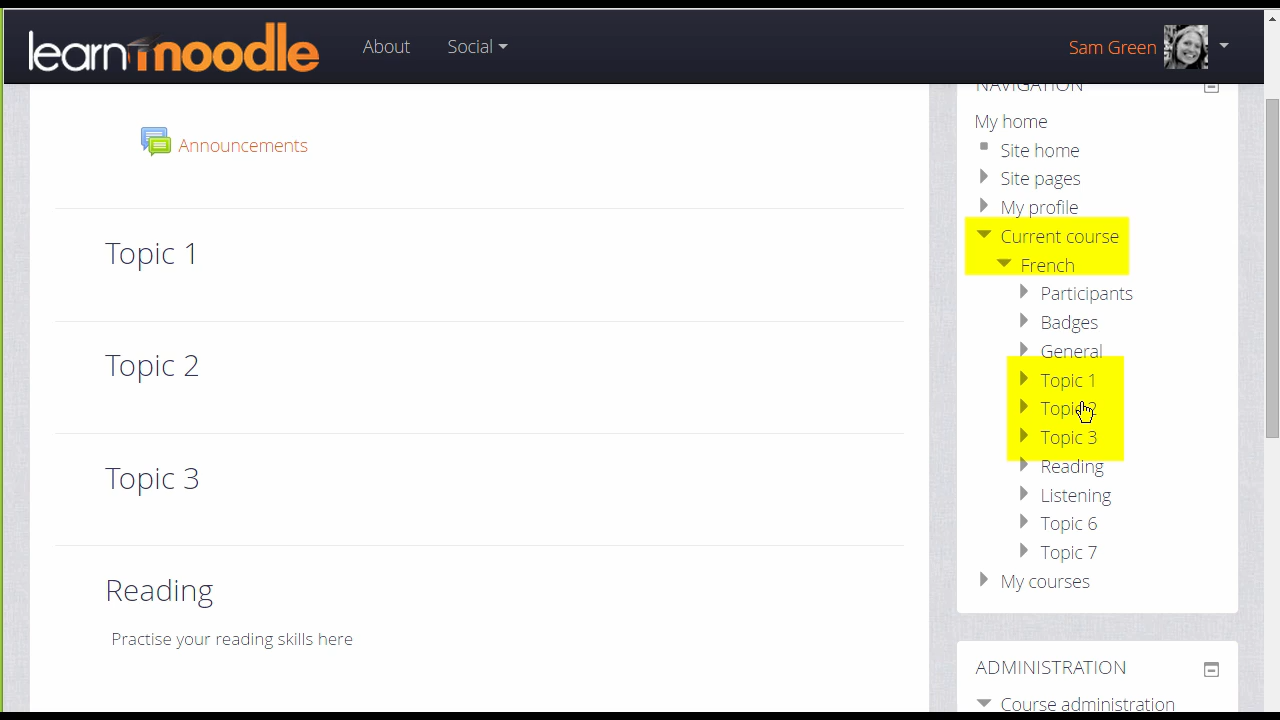 learn moodle
About
Social
Sam Green
Announcements
Topic 1
Topic 2
Topic 3
Reading
Practise your reading skills here
NAVIGATION
My home
Site home
Site pages
My profile
Current course
French
Participants
Badges
General
Topic 1
Topic 2
Topic 3
Reading
Listening
Topic 6
Topic 7
My courses
ADMINISTRATION
Course administration